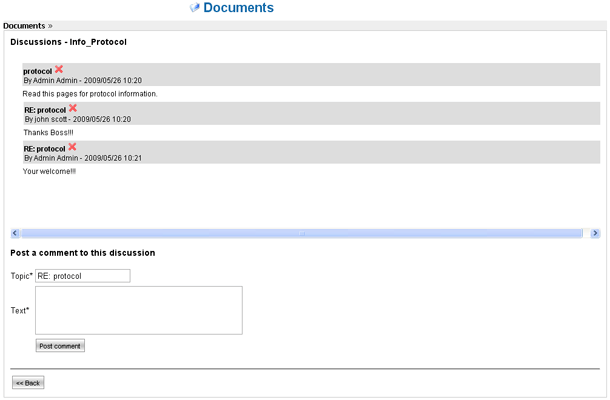 Documents
Documents »
Discussions - Info_Protocol
protocol
By Admin Admin - 2009/05/26 10:20
Read this pages for protocol information.
RE: protocol
By john scott - 2009/05/26 10:20
Thanks Boss!!!
RE: protocol
By Admin Admin - 2009/05/26 10:21
Your welcome!!!
Post a comment to this discussion
Topic* RE: protocol
Text*
Post comment
<< Back